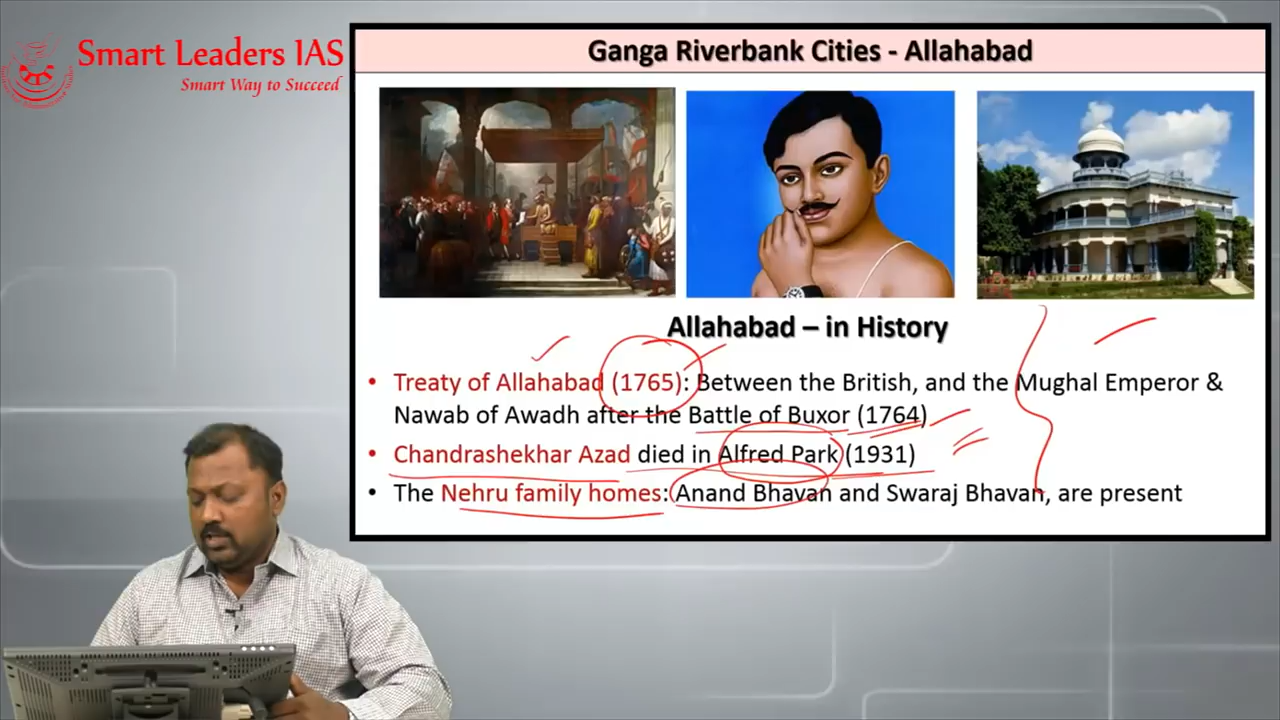 Smart Leaders IAS
Smart Way to Succeed
Ganga Riverbank Cities - Allahabad
Allahabad – in History
• Treaty of Allahabad (1765): Between the British, and the Mughal Emperor &
Nawab of Awadh after the Battle of Buxor (1764)
• Chandrashekhar Azad died in Alfred Park (1931)
• The Nehru family homes: Anand Bhavan and Swaraj Bhavan, are present